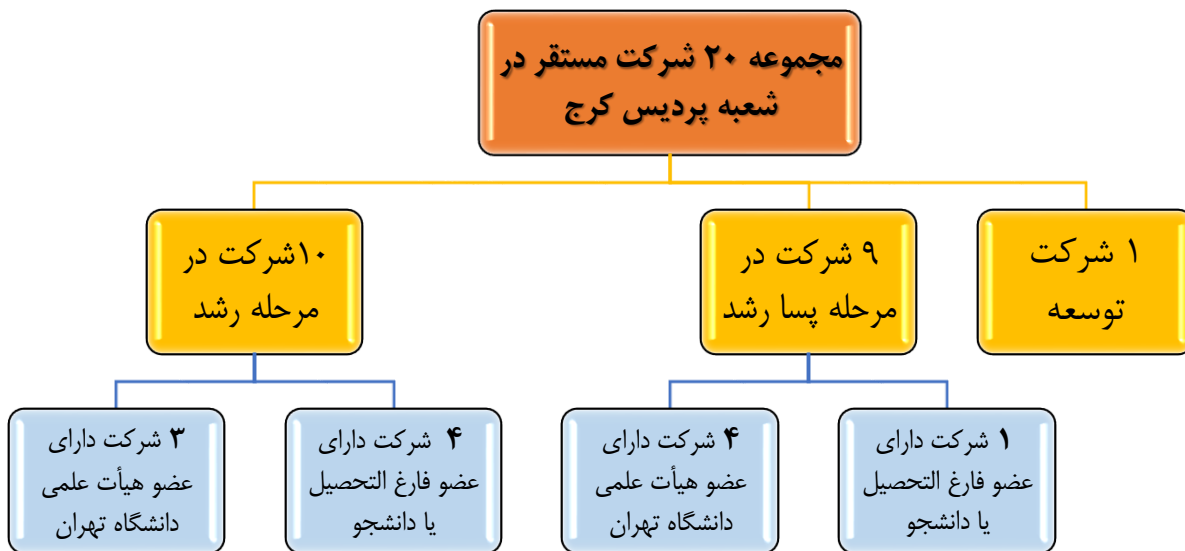 مجموعه ۲۰ شرکت مستقر در
شعبه پردیس کرج
۱ شرکت
توسعه
۹ شرکت در
مرحله پسا رشد
۱۰شرکت در
مرحله رشد
۱ شرکت دارای
عضو فارغ التحصیل
یا دانشجو
۴ شرکت دارای
عضو هیأت علمی
دانشگاه تهران
۴ شرکت دارای
عضو فارغ التحصیل
یا دانشجو
۳ شرکت دارای
عضو هیأت علمی
دانشگاه تهران